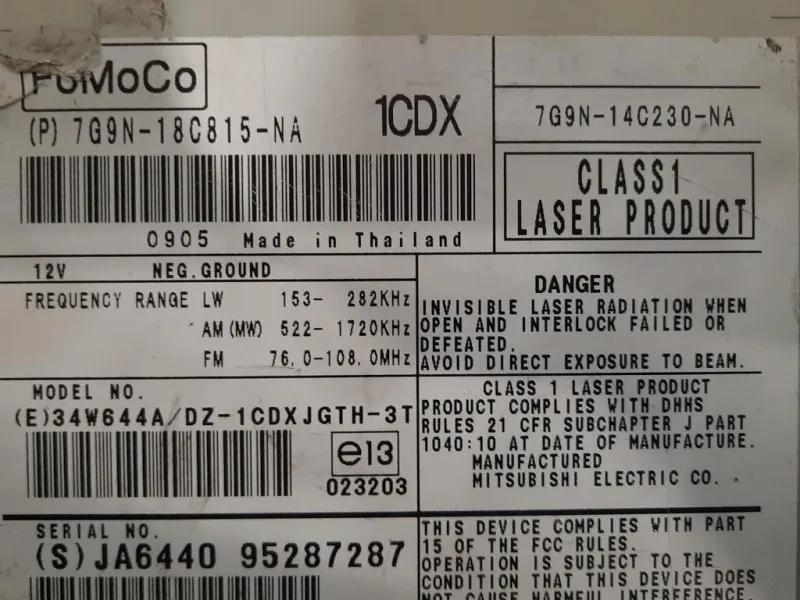 FoMoCo
(P) 7G9N-18C815-NA
1CDX
7G9N-14C230-NA
CLASS1
LASER PRODUCT
0905 Made in Thailand
12V NEG.GROUND
FREQUENCY RANGE LW 153- 282KHz
AM(MW) 522- 1720KHz
FM 76.0-108.0MHz
DANGER
INVISIBLE LASER RADIATION WHEN
OPEN AND INTERLOCK FAILED OR
DEFEATED.
AVOID DIRECT EXPOSURE TO BEAM.
MODEL NO.
(E)34W644A/DZ-1CDXJGTH-3T
e13
023203
CLASS 1 LASER PRODUCT
PRODUCT COMPLIES WITH DHHS
RULES 21 CFR SUBCHAPTER J PART
1040:10 AT DATE OF MANUFACTURE.
MANUFACTURED
MITSUBISHI ELECTRIC CO.
SERIAL NO.
(S)JA6440 95287287
THIS DEVICE COMPLIES WITH PART
15 OF THE FCC RULES.
OPERATION IS SUBJECT TO THE
CONDITION THAT THIS DEVICE DOES
NOT CAUSE HARMFUL INTERFERENCE.